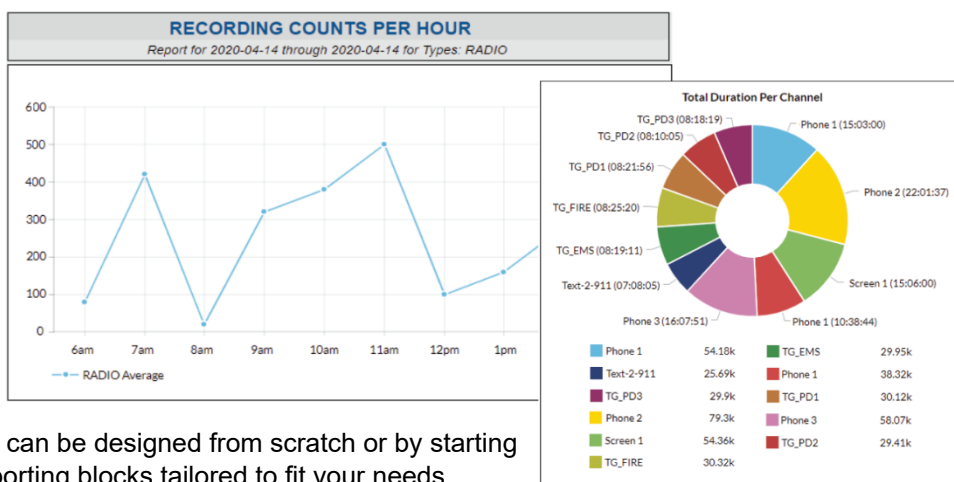 RECORDING COUNTS PER HOUR
Report for 2020-04-14 through 2020-04-14 for Types: RADIO
600
500
400
300
200
100
0
6am 7am 8am 9am 10am 11am 12pm 1pm
RADIO Average
Total Duration Per Channel
TG_PD3 (08:18:19)
Phone 1 (15:03:00)
TG_PD2 (08:10:05)
TG_PD1 (08:21:56)
Phone 2 (22:01:37)
TG_FIRE (08:25:20)
TG_EMS (08:19:11)
Screen 1 (15:06:00)
Text-2-911 (07:08:05)
Phone 3 (16:07:51)
Phone 1 (10:38:44)
Phone 1 54.18k TG_EMS 29.95k
Text-2-911 25.69k Phone 1 38.32k
TG_PD3 29.9k TG_PD1 30.12k
Phone 2 79.3k Phone 3 58.07k
Screen 1 54.36k TG_PD2 29.41k
TG_FIRE 30.32k
can be designed from scratch or by starting
orting blocks tailored to fit your needs